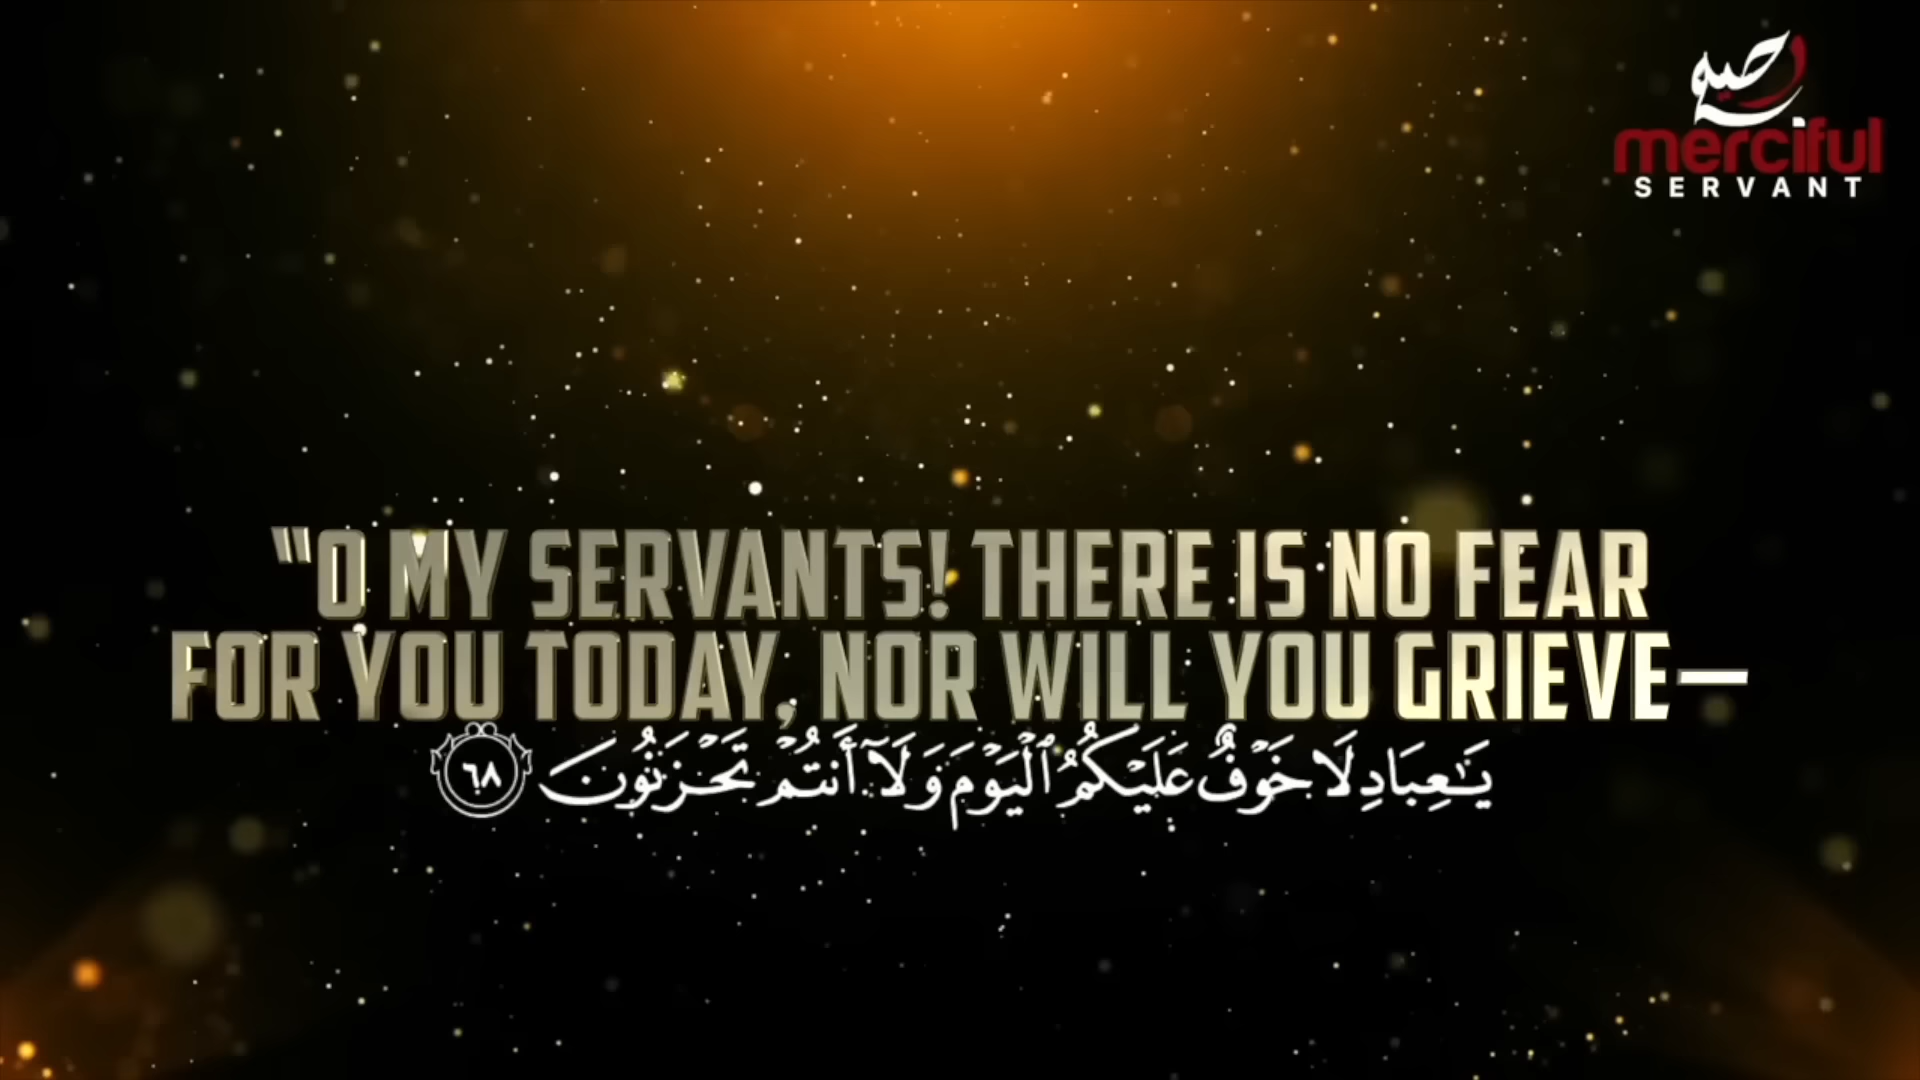 رحيم
merciful
SERVANT
"O MY SERVANTS! THERE IS NO FEAR
FOR YOU TODAY, NOR WILL YOU GRIEVE—
يَـٰعِبَادِ لَا خَوْفٌ عَلَيْكُمُ ٱلْيَوْمَ وَلَآ أَنتُمْ تَحْزَنُونَ ٦٨